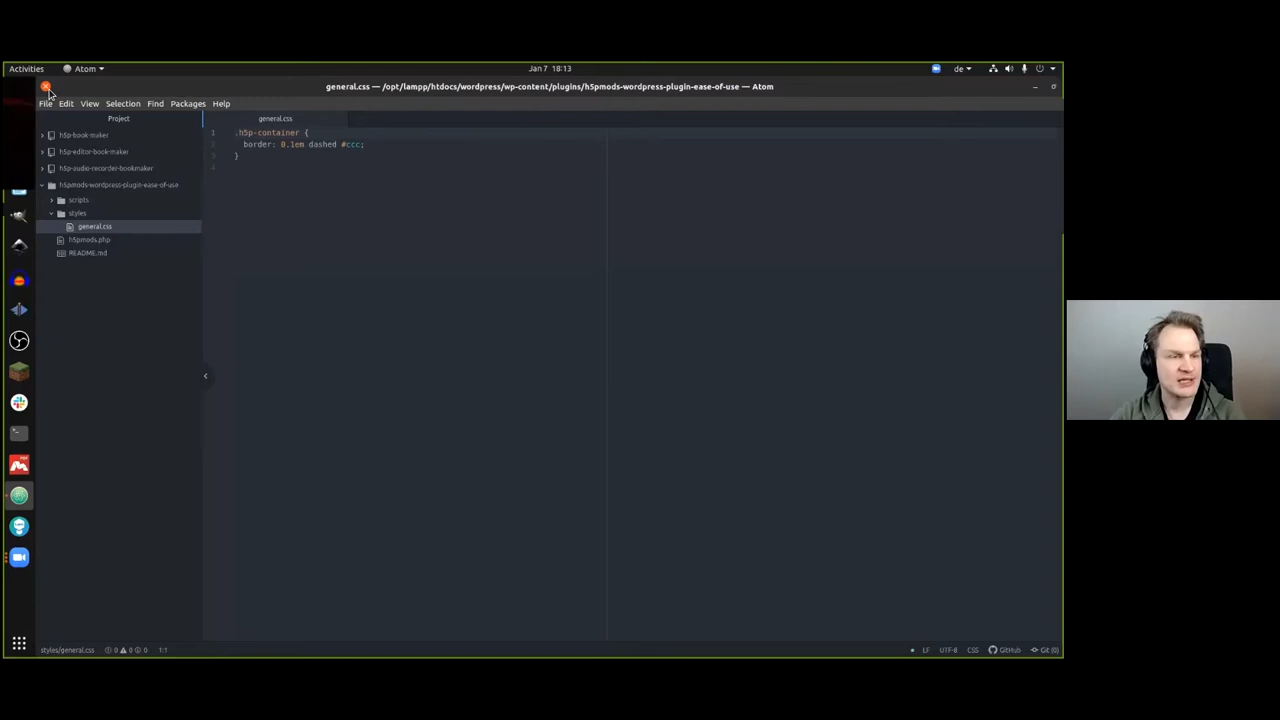 Activities
Atom
Jan 7 18:13
de
general.css — /opt/lampp/htdocs/wordpress/wp-content/plugins/h5pmods-wordpress-plugin-ease-of-use — Atom
File Edit View Selection Find Packages Help
Project
general.css
h5p-book-maker
h5p-editor-book-maker
h5p-audio-recorder-bookmaker
h5pmods-wordpress-plugin-ease-of-use
scripts
styles
general.css
h5pmods.php
README.md
1 .h5p-container {
2 border: 0.1em dashed #ccc;
3 }
4
styles/general.css 0 0 0 1:1
LF UTF-8 CSS GitHub Git (0)